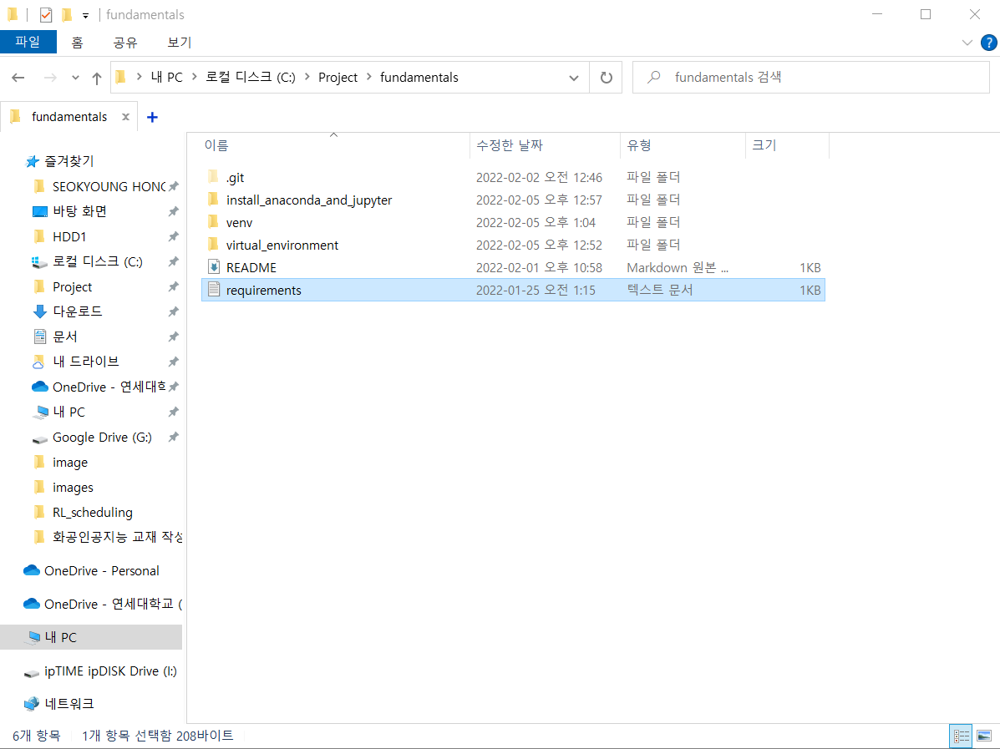 fundamentals
파일 홈 공유 보기
내 PC 로컬 디스크 (C:) Project fundamentals
fundamentals 검색
fundamentals
이름 수정한 날짜 유형 크기
.git 2022-02-02 오전 12:46 파일 폴더
install_anaconda_and_jupyter 2022-02-05 오후 12:57 파일 폴더
venv 2022-02-05 오후 1:04 파일 폴더
virtual_environment 2022-02-05 오후 12:52 파일 폴더
README 2022-02-01 오후 10:58 Markdown 원본 ... 1KB
requirements 2022-01-25 오전 1:15 텍스트 문서 1KB
즐겨찾기
SEOKYOUNG HONG
바탕 화면
HDD1
로컬 디스크 (C:)
Project
다운로드
문서
내 드라이브
OneDrive - 연세대학
내 PC
Google Drive (G:)
image
images
RL_scheduling
화공인공지능 교재 작성
OneDrive - Personal
OneDrive - 연세대학교 (
내 PC
ipTIME ipDISK Drive (I:)
네트워크
6개 항목 1개 항목 선택함 208바이트